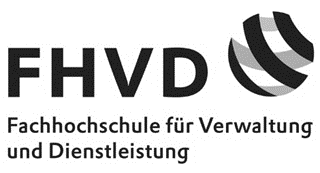 FHVD
Fachhochschule für Verwaltung
und Dienstleistung